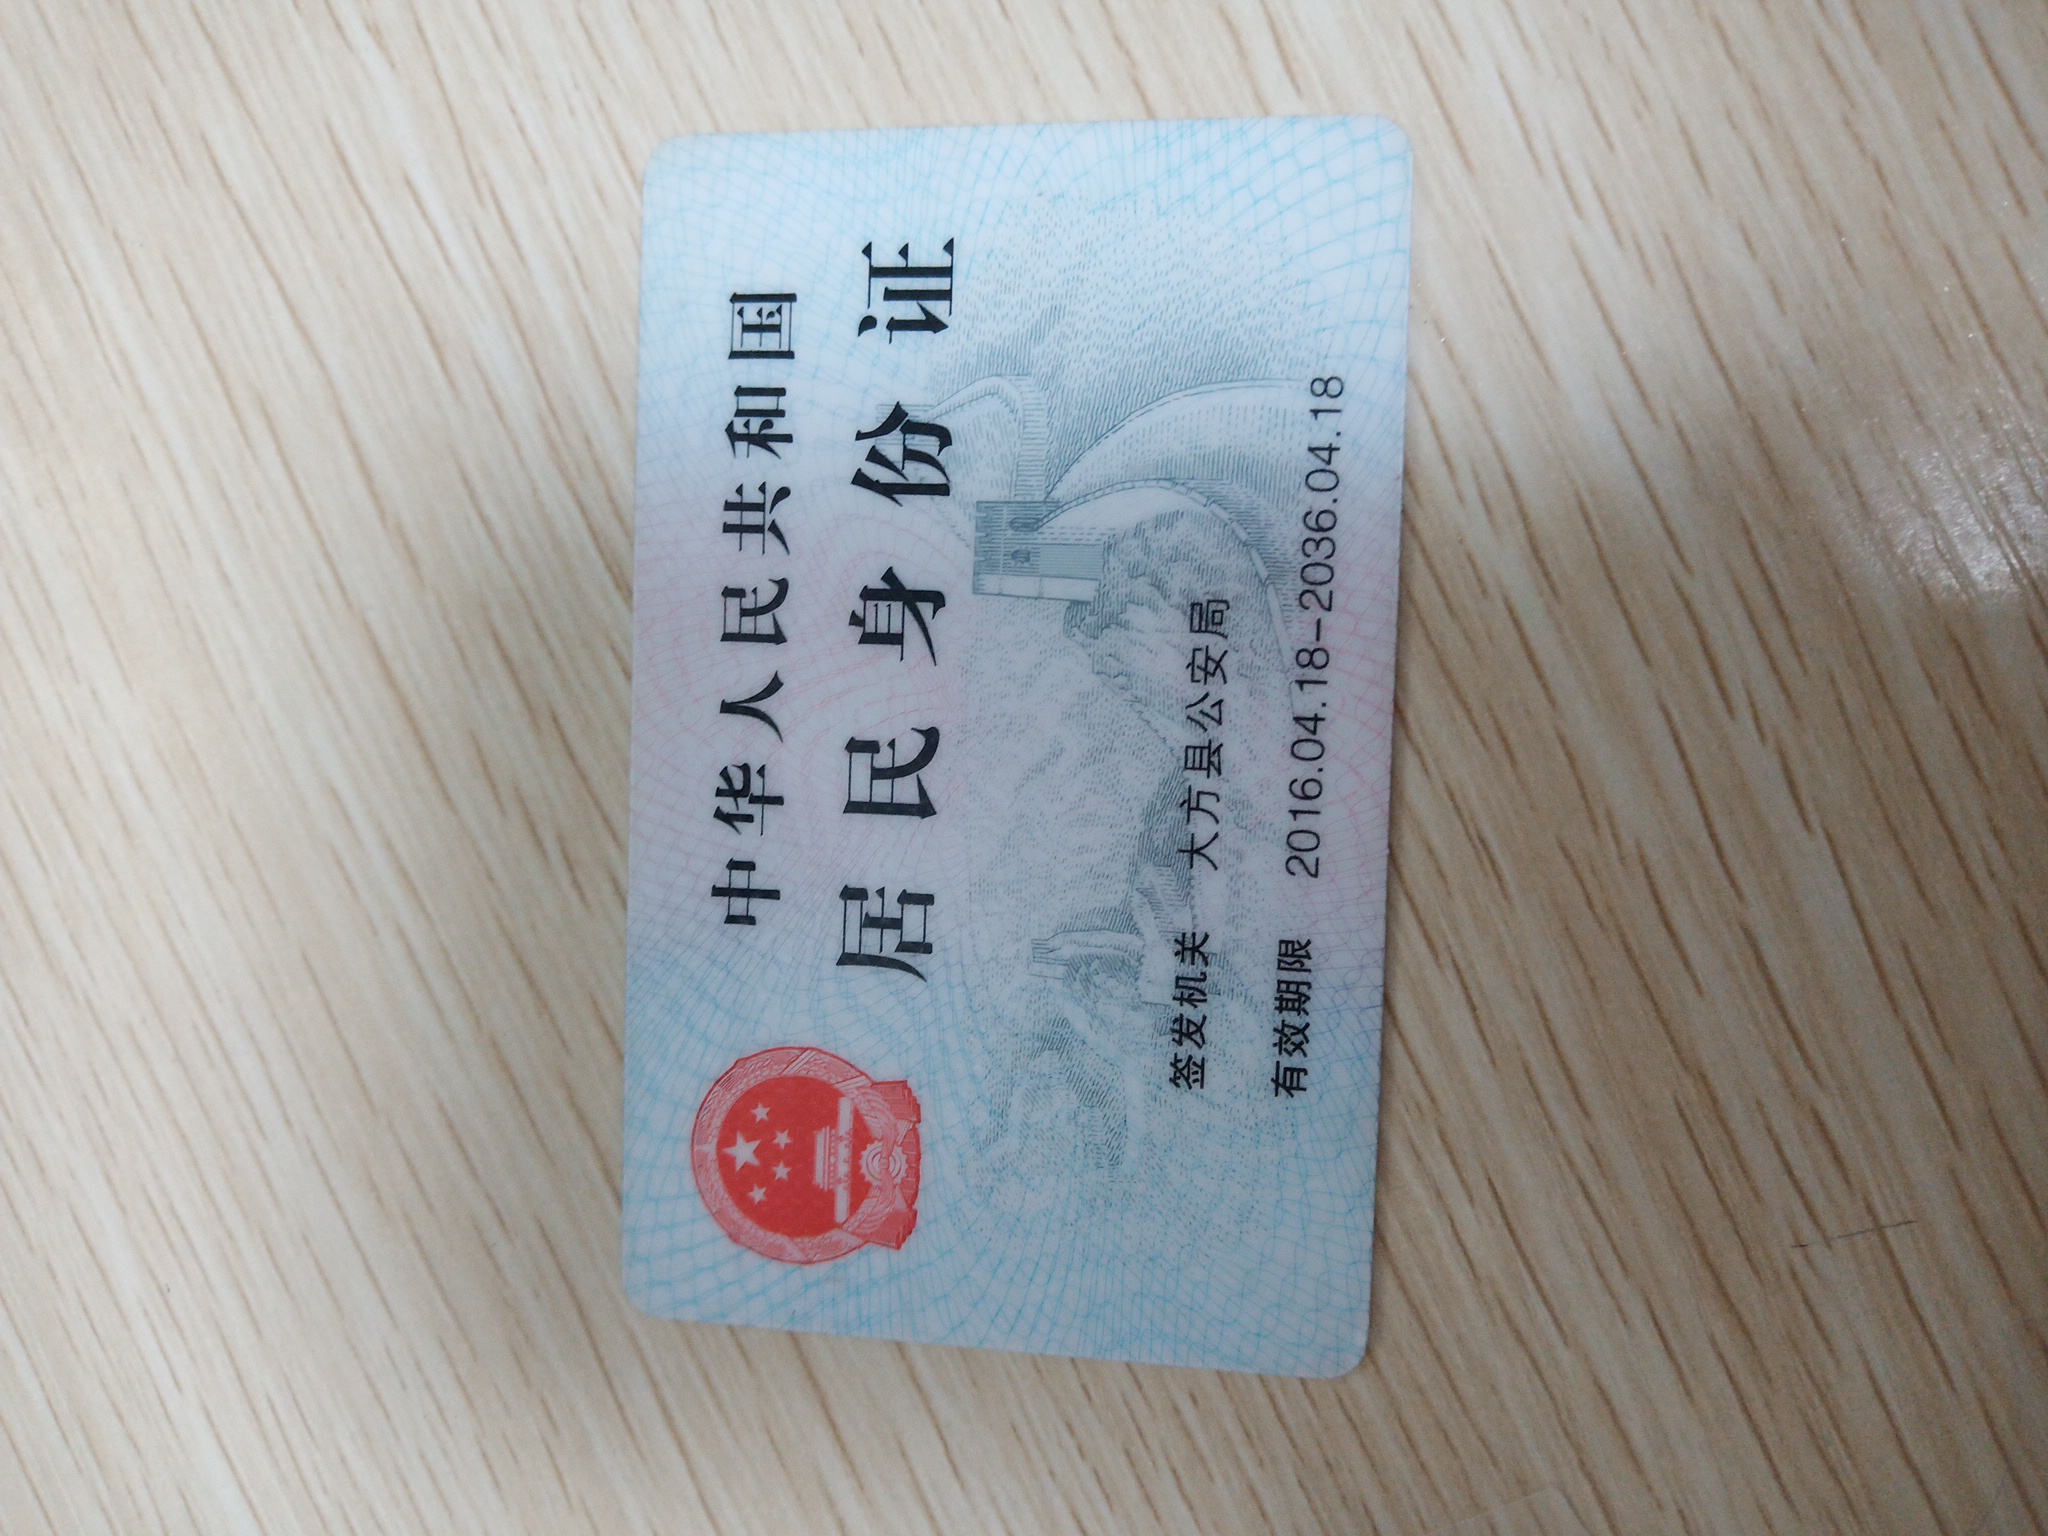 中华人民共和国
居民身份证
签发机关 大方县公安局
有效期限 2016.04.18-2036.04.18